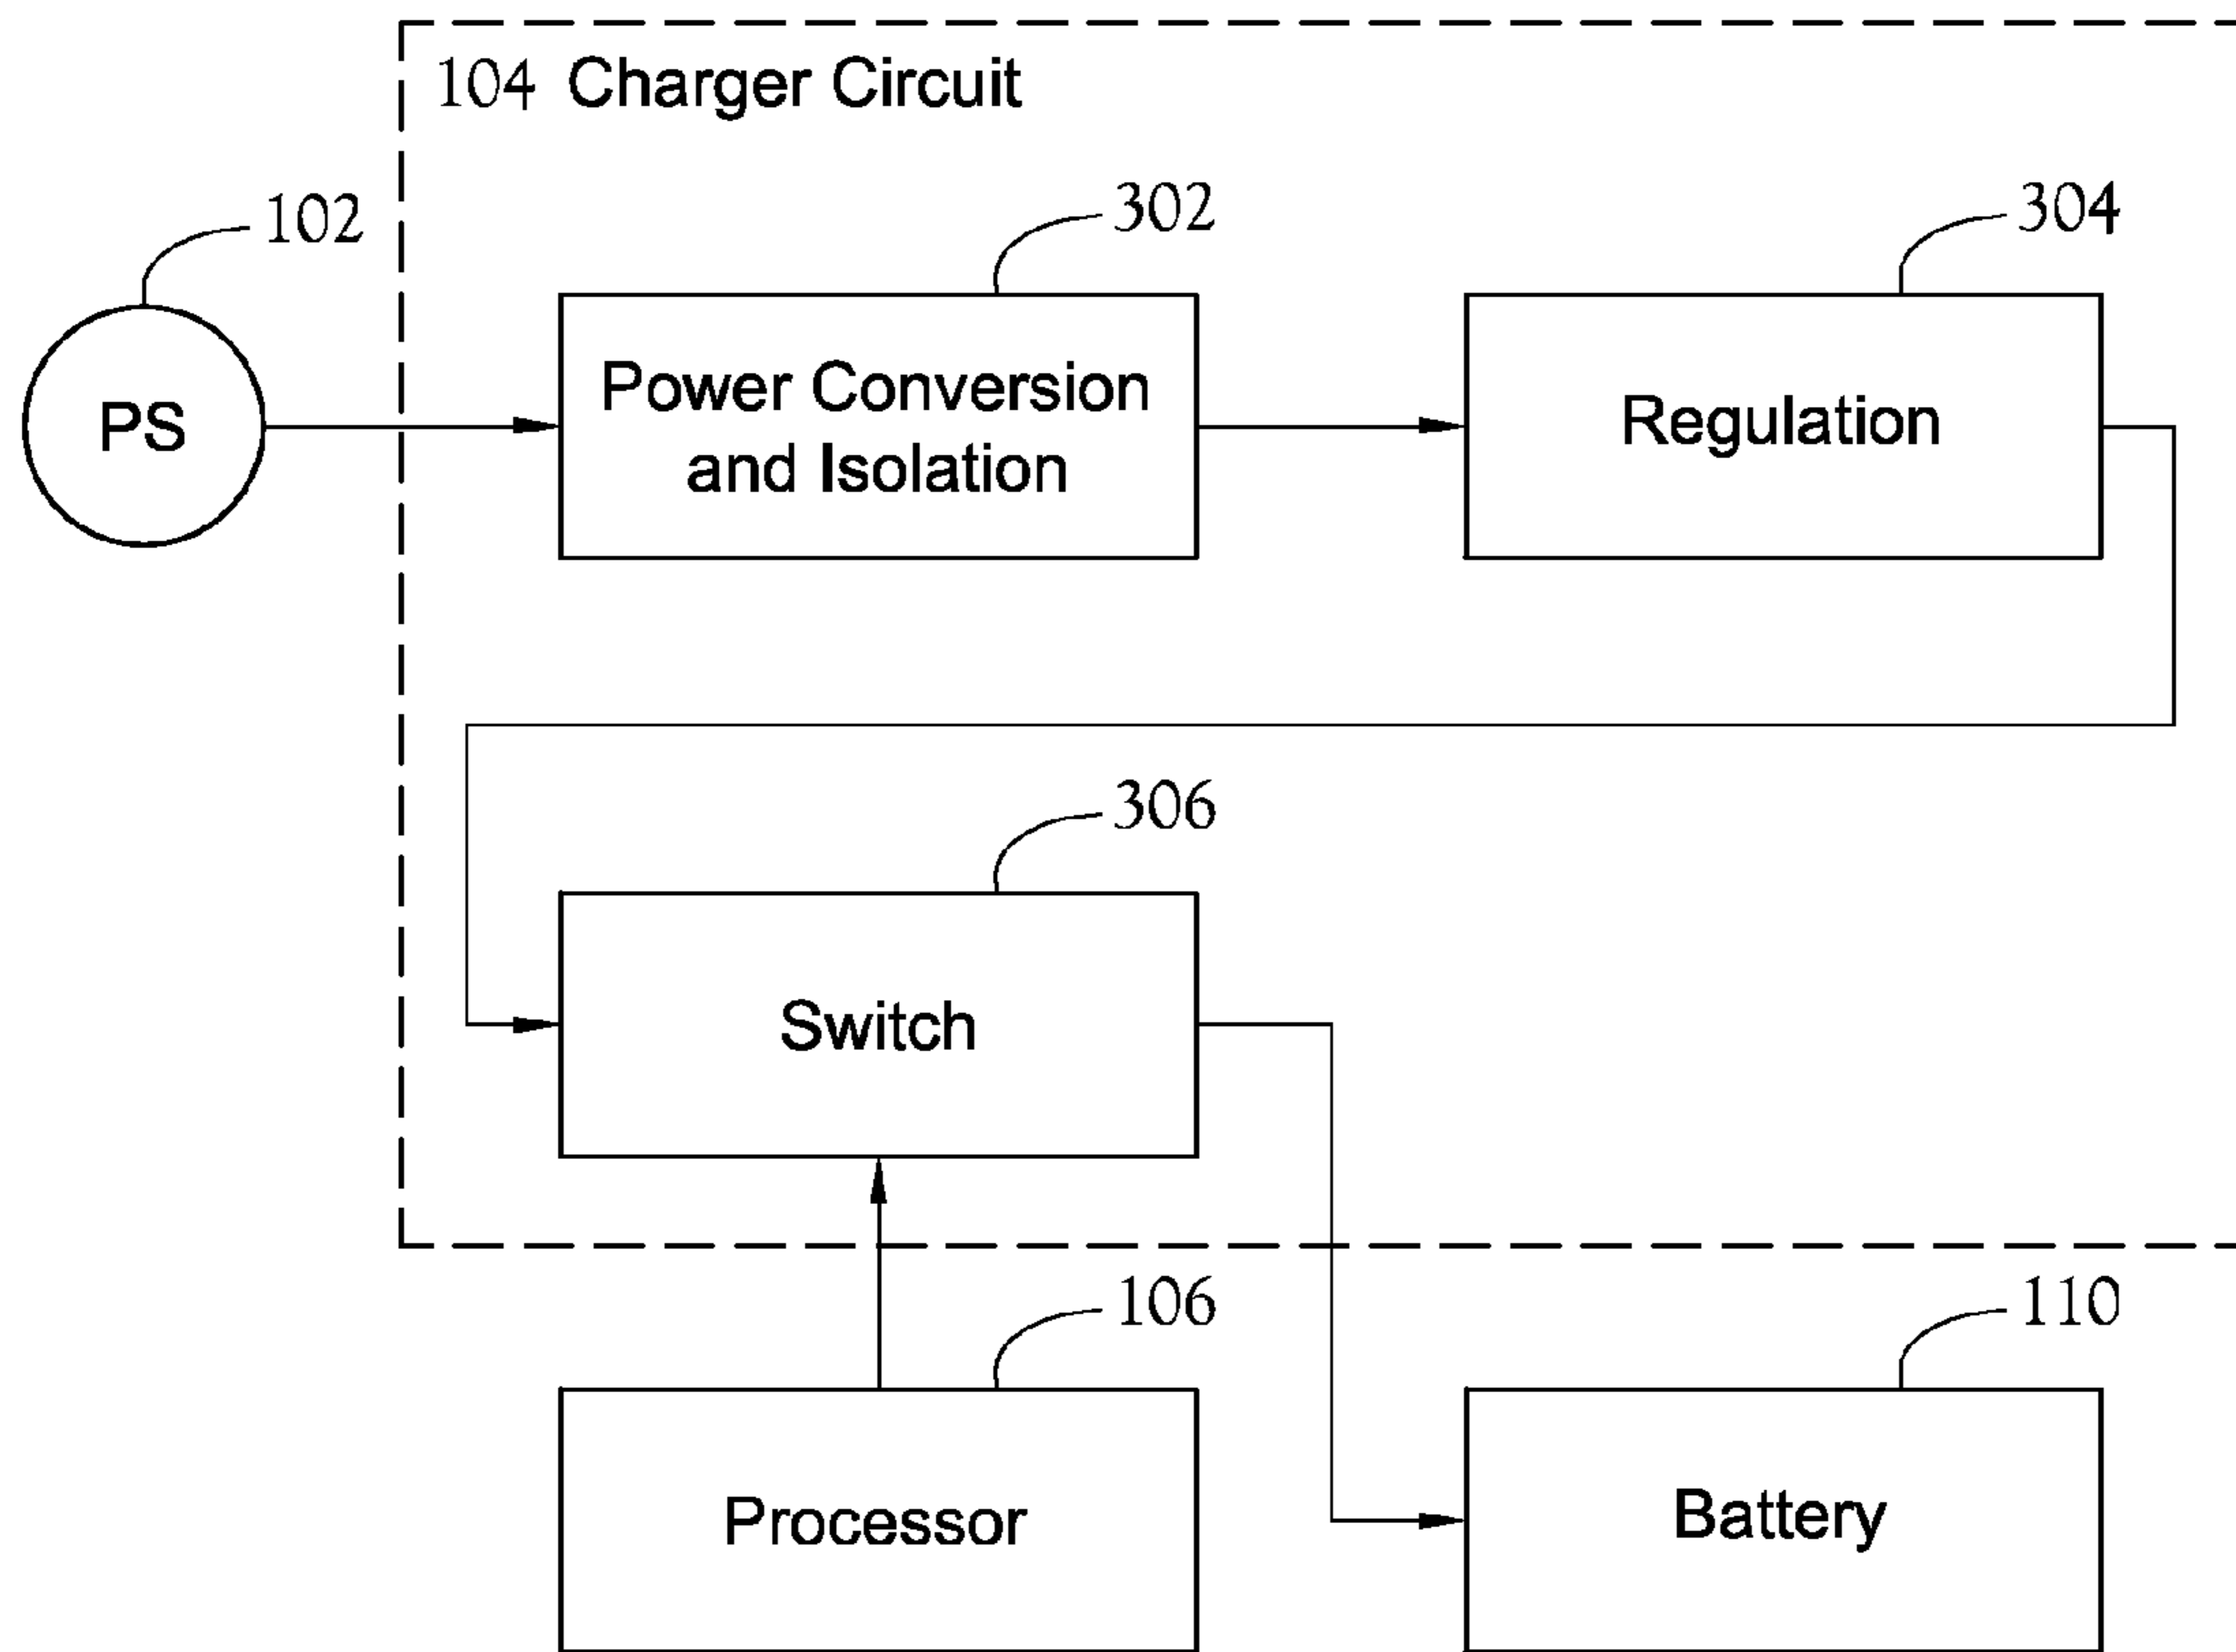 104 Charger Circuit
102
302
304
PS
Power Conversion
and Isolation
Regulation
306
Switch
106
110
Processor
Battery